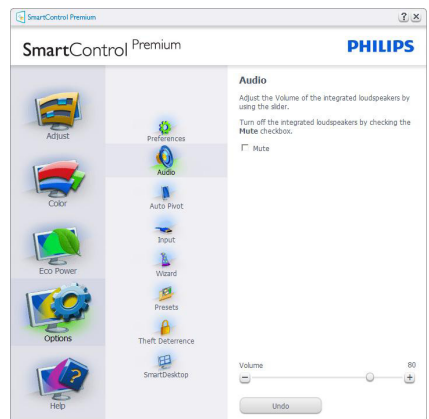 SmartControl Premium
SmartControl Premium
PHILIPS
Adjust
Color
Eco Power
Options
Help
Preferences
Audio
Auto Pivot
Input
Wizard
Presets
Theft Deterrence
SmartDesktop
Audio
Adjust the Volume of the integrated loudspeakers by
using the slider.
Turn off the integrated loudspeakers by checking the
Mute checkbox.
Mute
Volume 80
Undo